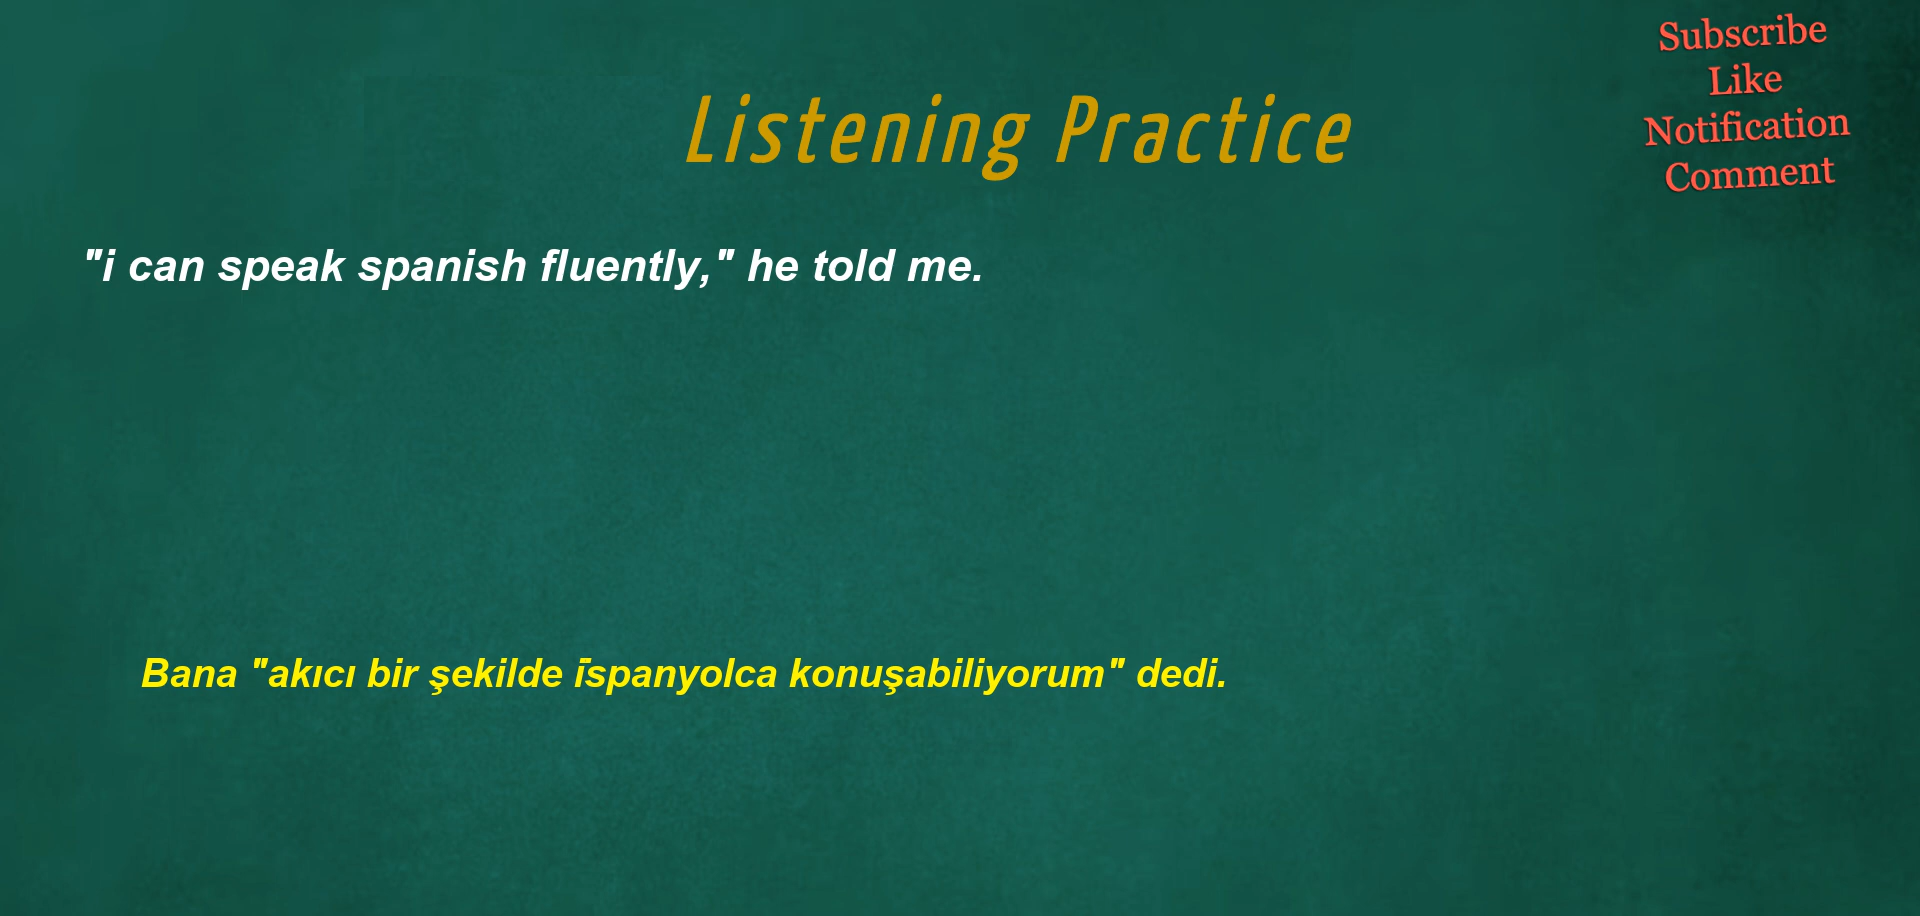 Subscribe
Like
Notification
Comment
Listening Practice
"i can speak spanish fluently," he told me.
Bana "akıcı bir şekilde i̇spanyolca konuşabiliyorum" dedi.